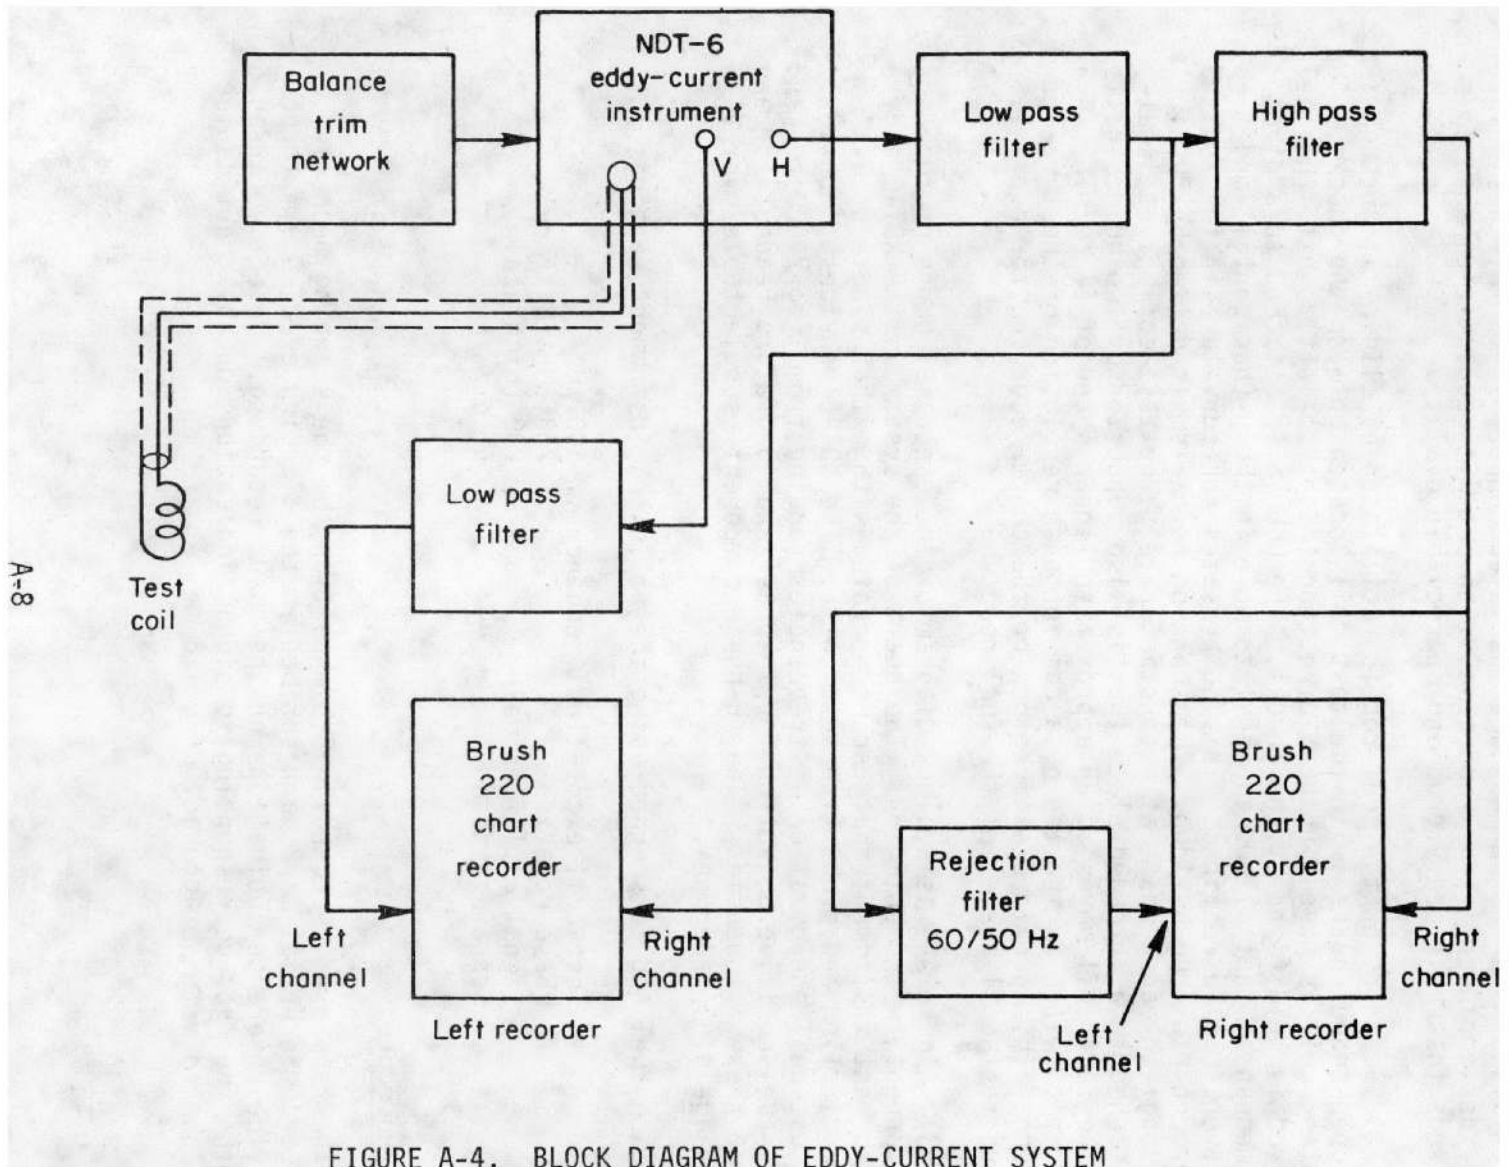 Balance
trim
network
NDT-6
eddy-current
instrument
V
H
Low pass
filter
High pass
filter
Test
coil
Low pass
filter
Brush
220
chart
recorder
Left
channel
Right
channel
Left recorder
Rejection
filter
60/50 Hz
Brush
220
chart
recorder
Left
channel
Right
channel
Right recorder
A-8
FIGURE A-4. BLOCK DIAGRAM OF EDDY-CURRENT SYSTEM